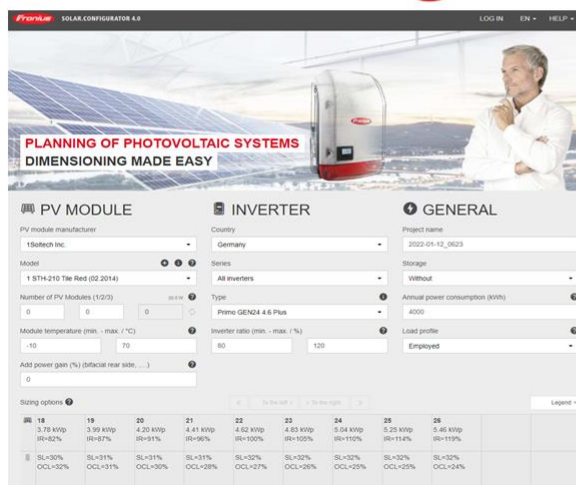 Fronius SOLAR.CONFIGURATOR 4.0 LOG IN EN HELP
PLANNING OF PHOTOVOLTAIC SYSTEMS
DIMENSIONING MADE EASY
PV MODULE
PV module manufacturer
1Soltech Inc.
Model
1 STH-210 Tile Red (02.2014)
Number of PV Modules (1/2/3)
0 0 0
Module temperature (min. - max. / °C)
-10 70
Add power gain (%) (bifacial rear side, ....)
0
INVERTER
Country
Germany
Series
All inverters
Type
Primo GEN24 4.6 Plus
Inverter ratio (min. - max. / %)
60 120
GENERAL
Project name
2022-01-12_0623
Storage
Without
Annual power consumption (kWh)
4000
Load profile
Employed
Sizing options To the left To the right Legend
18 19 20 21 22 23 24 25 26
3.78 kWp 3.99 kWp 4.20 kWp 4.41 kWp 4.62 kWp 4.83 kWp 5.04 kWp 5.25 kWp 5.46 kWp
IR=82% IR=87% IR=91% IR=96% IR=100% IR=105% IR=110% IR=114% IR=119%
SL=30% SL=31% SL=31% SL=31% SL=32% SL=32% SL=32% SL=32% SL=32%
OCL=32% OCL=31% OCL=30% OCL=28% OCL=27% OCL=26% OCL=25% OCL=25% OCL=24%